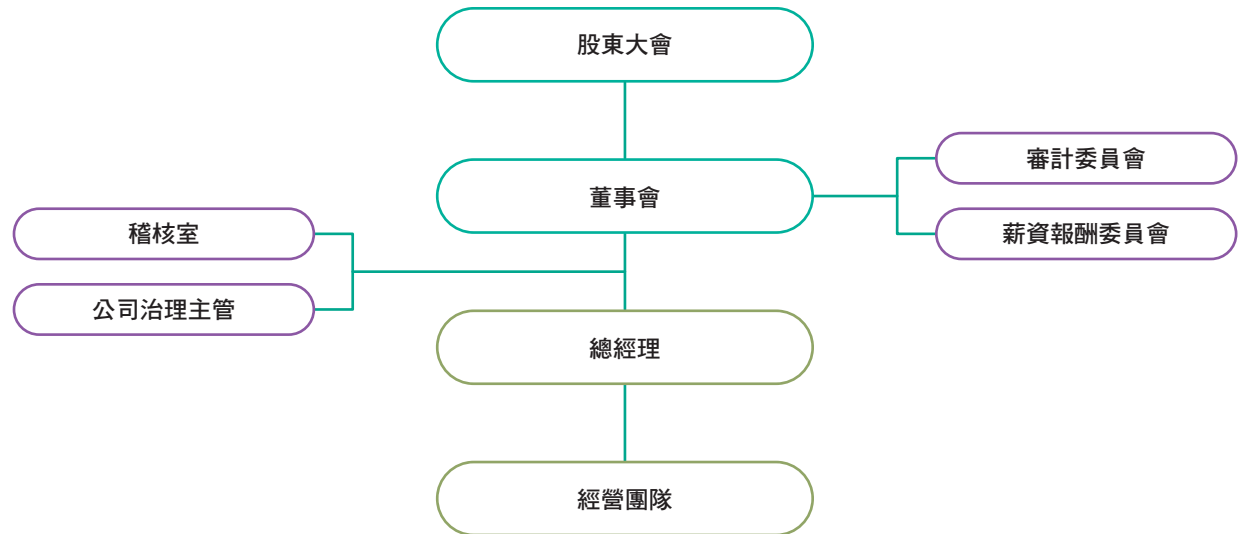 股東大會
審計委員會
董事會
稽核室
薪資報酬委員會
公司治理主管
總經理
經營團隊